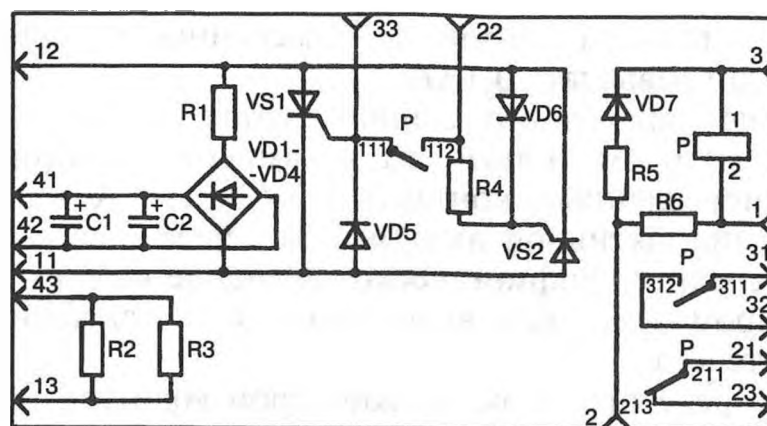 33 22
12 3
R1 VS1 P VD6 VD7 1
111 112 P
VD1-
-VD4 R4 R5 2
41 R6
+ C1 + C2 1
42 VD5 VS2 31
11 P
43 312 311
32
R2 R3 P 21
211
13 213 23
2